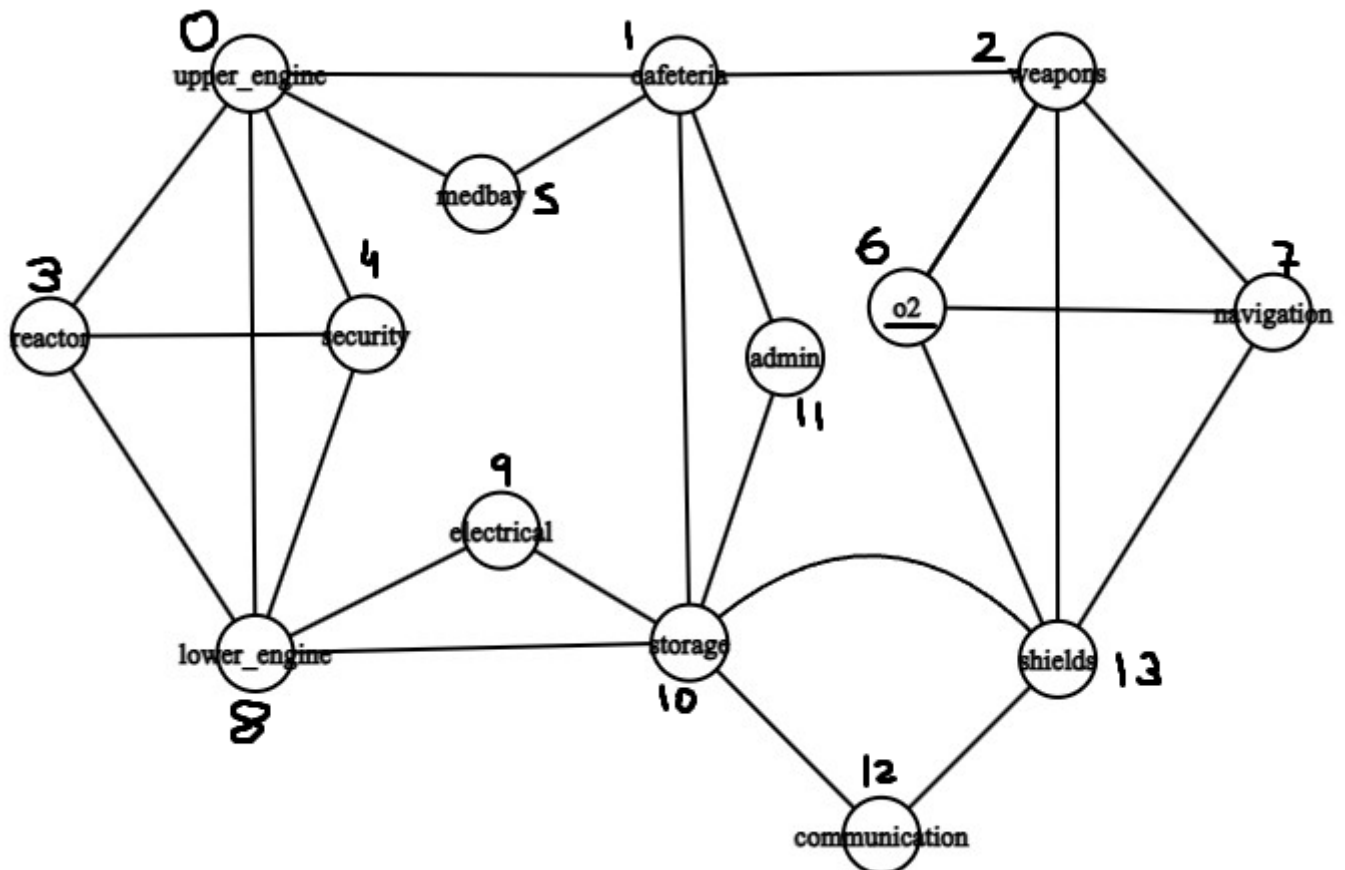 0
upper_engine
1
cafeteria
2
weapons
medbay 5
3
reactor
4
security
6
o2
7
navigation
admin
11
9
electrical
8
lower_engine
storage
10
shields 13
12
communication